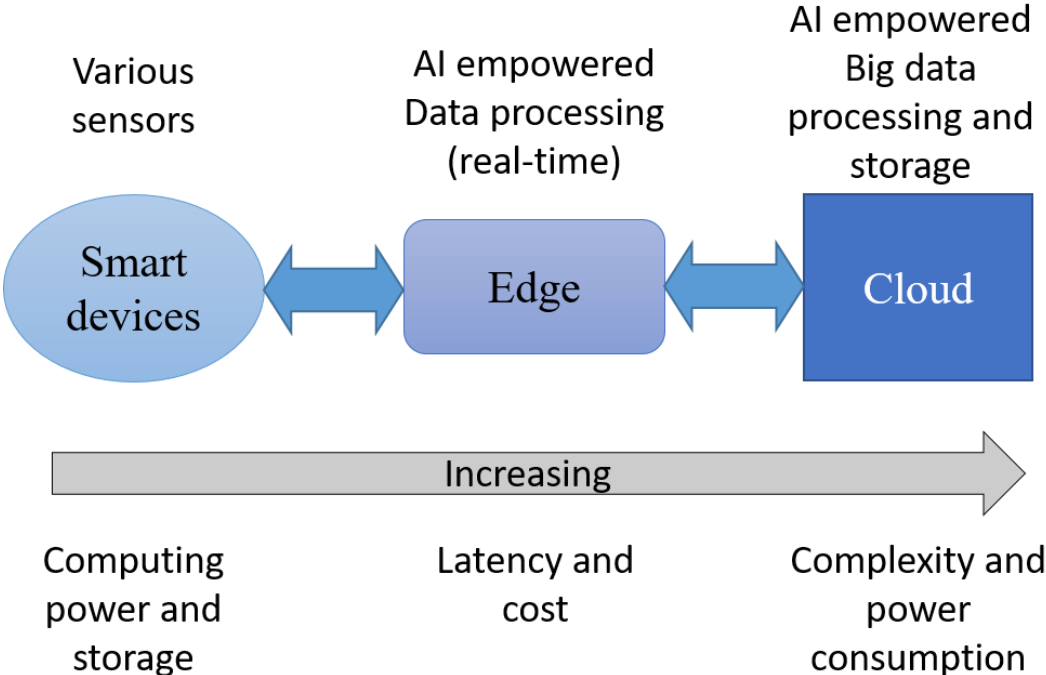 Various
sensors
AI empowered
Data processing
(real-time)
AI empowered
Big data
processing and
storage
Smart
devices
Edge
Cloud
Increasing
Computing
power and
storage
Latency and
cost
Complexity and
power
consumption